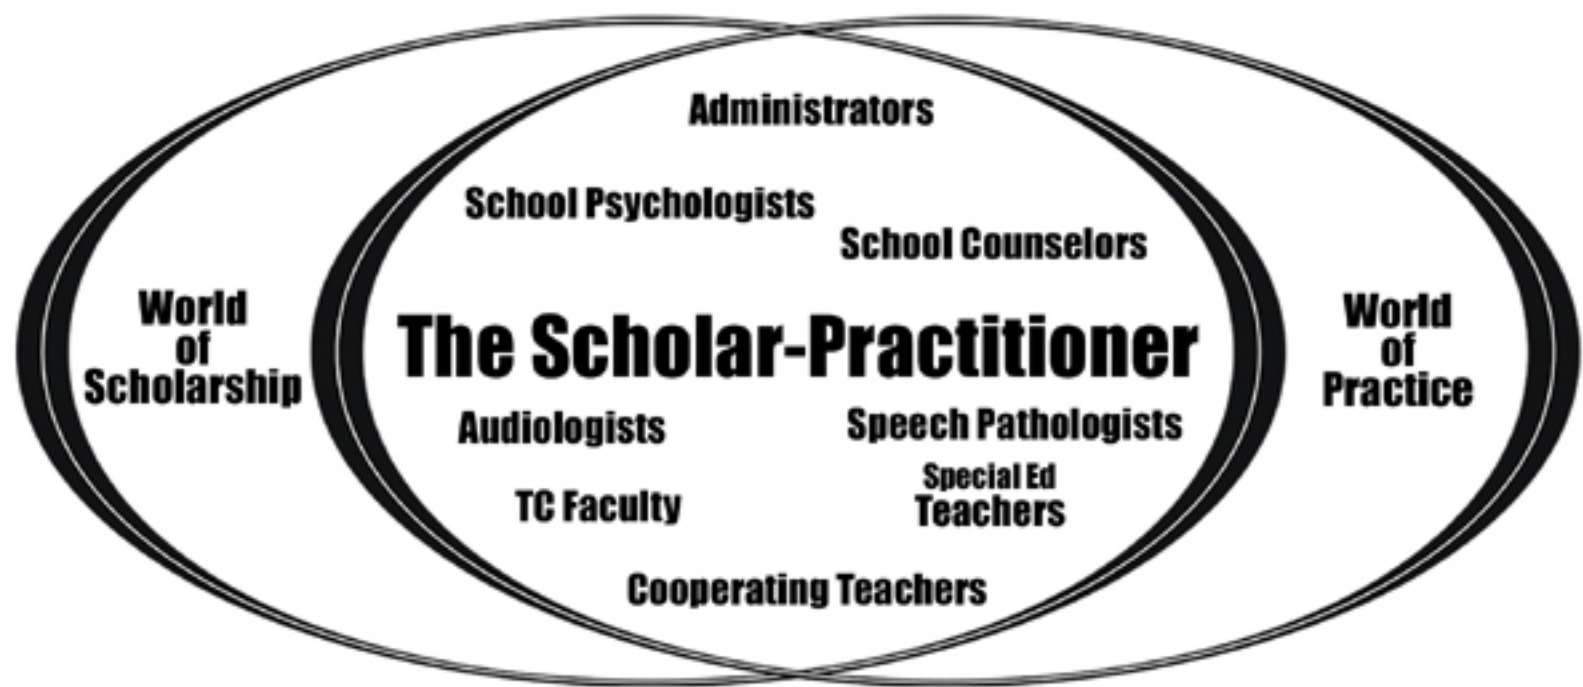 Administrators
School Psychologists
School Counselors
World
of
Scholarship
The Scholar-Practitioner
World
of
Practice
Audiologists
Speech Pathologists
TC Faculty
Special Ed
Teachers
Cooperating Teachers